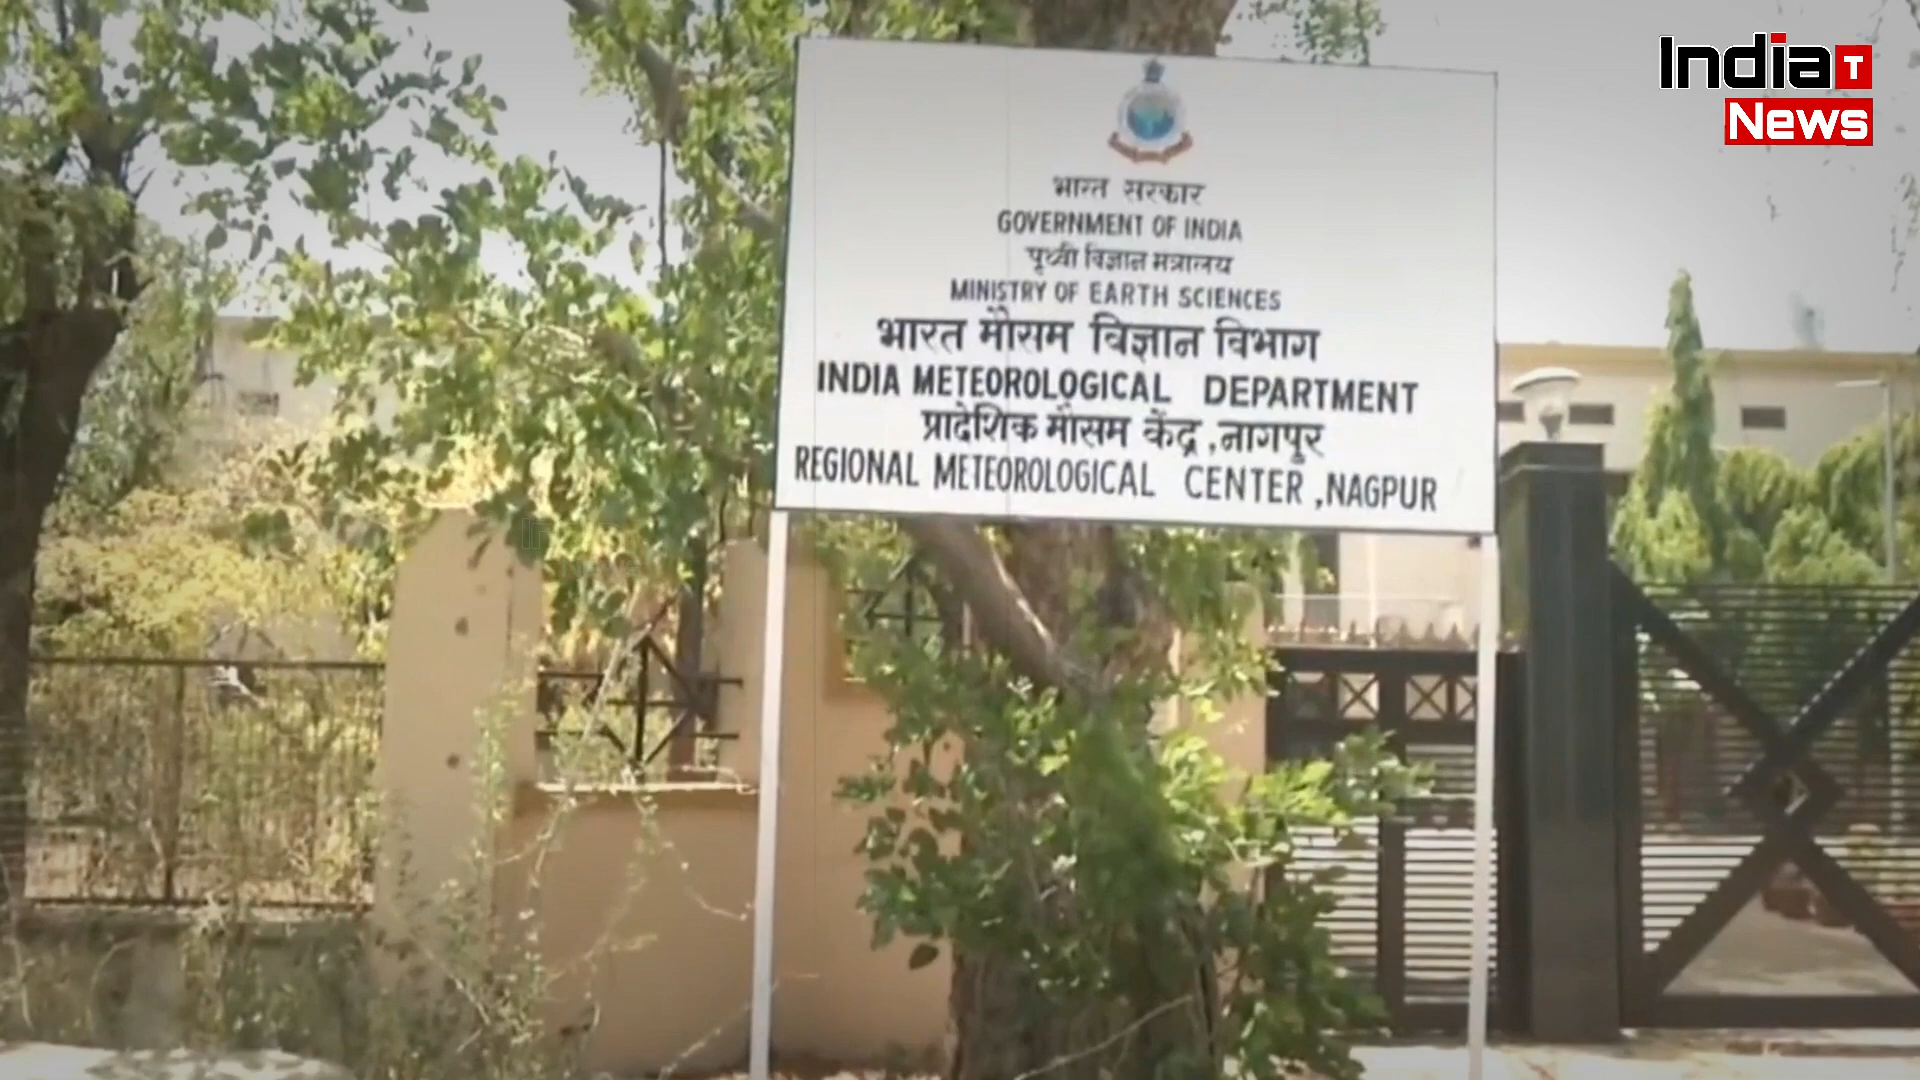 India T
News
भारत सरकार
GOVERNMENT OF INDIA
पृथ्वी विज्ञान मंत्रालय
MINISTRY OF EARTH SCIENCES
भारत मौसम विज्ञान विभाग
INDIA METEOROLOGICAL DEPARTMENT
प्रादेशिक मौसम केंद्र ,नागपुर
REGIONAL METEOROLOGICAL CENTER ,NAGPUR